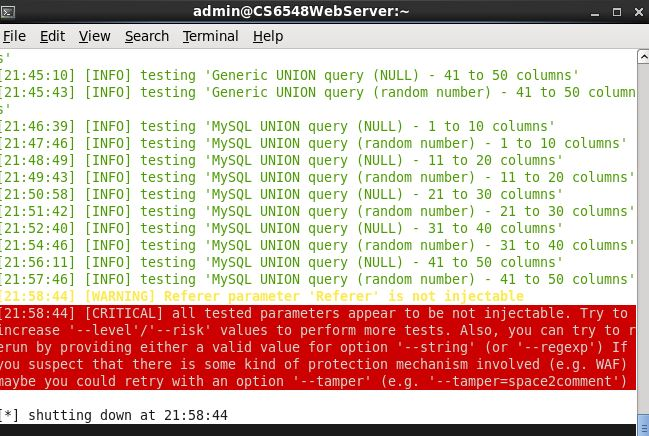 admin@CS6548WebServer:~
File Edit View Search Terminal Help
s'
[21:45:10] [INFO] testing 'Generic UNION query (NULL) - 41 to 50 columns'
[21:45:43] [INFO] testing 'Generic UNION query (random number) - 41 to 50 column
s'
[21:46:39] [INFO] testing 'MySQL UNION query (NULL) - 1 to 10 columns'
[21:47:46] [INFO] testing 'MySQL UNION query (random number) - 1 to 10 columns'
[21:48:49] [INFO] testing 'MySQL UNION query (NULL) - 11 to 20 columns'
[21:49:43] [INFO] testing 'MySQL UNION query (random number) - 11 to 20 columns'
[21:50:58] [INFO] testing 'MySQL UNION query (NULL) - 21 to 30 columns'
[21:51:42] [INFO] testing 'MySQL UNION query (random number) - 21 to 30 columns'
[21:52:40] [INFO] testing 'MySQL UNION query (NULL) - 31 to 40 columns'
[21:54:46] [INFO] testing 'MySQL UNION query (random number) - 31 to 40 columns'
[21:56:11] [INFO] testing 'MySQL UNION query (NULL) - 41 to 50 columns'
[21:57:46] [INFO] testing 'MySQL UNION query (random number) - 41 to 50 columns'
[21:58:44] [WARNING] Referer parameter 'Referer' is not injectable
[21:58:44] [CRITICAL] all tested parameters appear to be not injectable. Try to
increase '--level'/'--risk' values to perform more tests. Also, you can try to r
erun by providing either a valid value for option '--string' (or '--regexp') If
you suspect that there is some kind of protection mechanism involved (e.g. WAF)
maybe you could retry with an option '--tamper' (e.g. '--tamper=space2comment')
[*] shutting down at 21:58:44